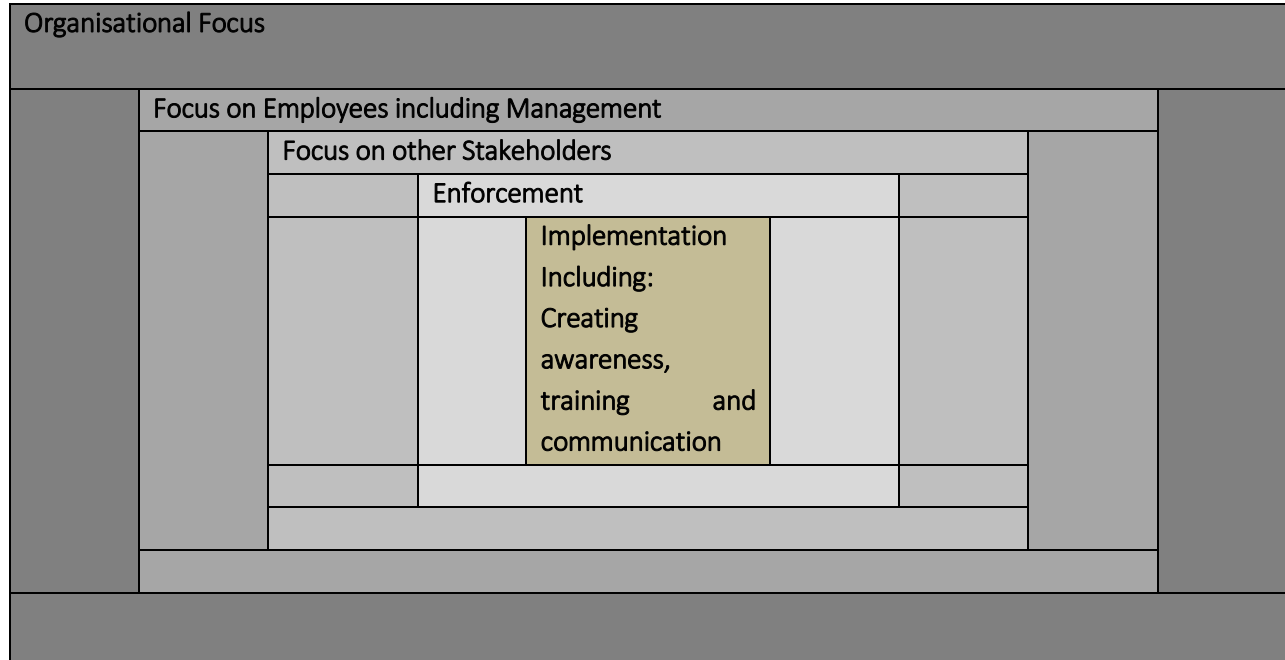 Organisational Focus
Focus on Employees including Management
Focus on other Stakeholders
Enforcement
Implementation
Including:
Creating
awareness,
training and
communication